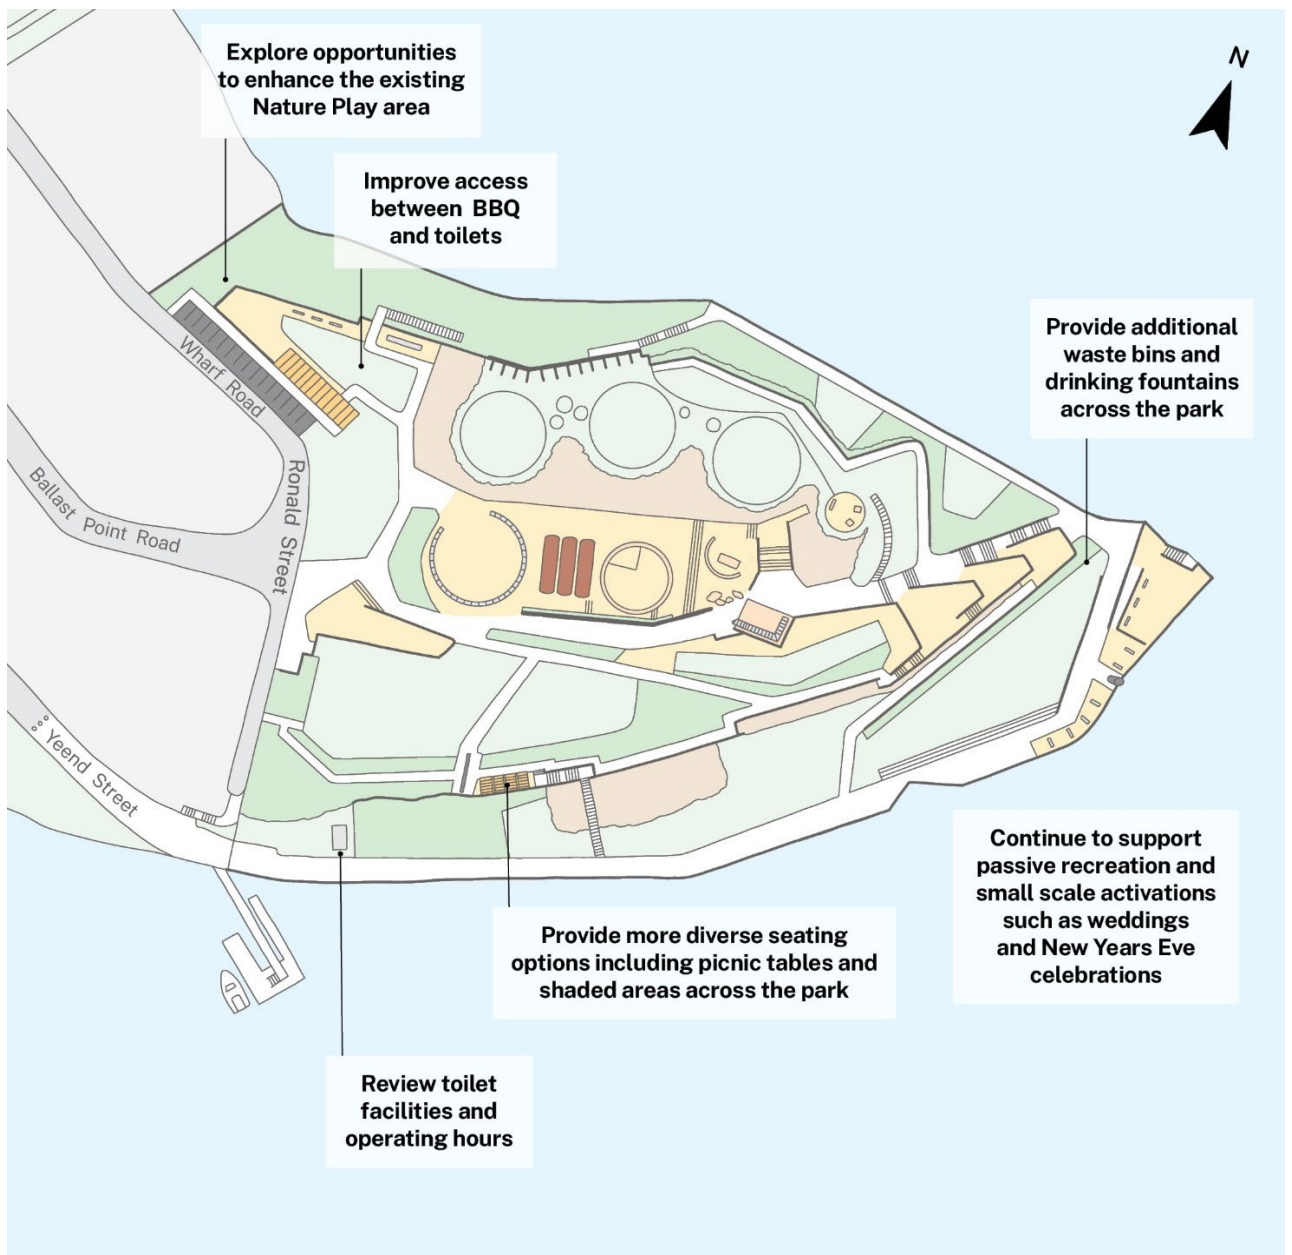 Explore opportunities
to enhance the existing
Nature Play area
N
Improve access
between BBQ
and toilets
Provide additional
waste bins and
drinking fountains
across the park
Wharf Road
Ronald Street
Ballast Point Road
Yeend Street
Continue to support
passive recreation and
small scale activations
such as weddings
and New Years Eve
celebrations
Provide more diverse seating
options including picnic tables and
shaded areas across the park
Review toilet
facilities and
operating hours